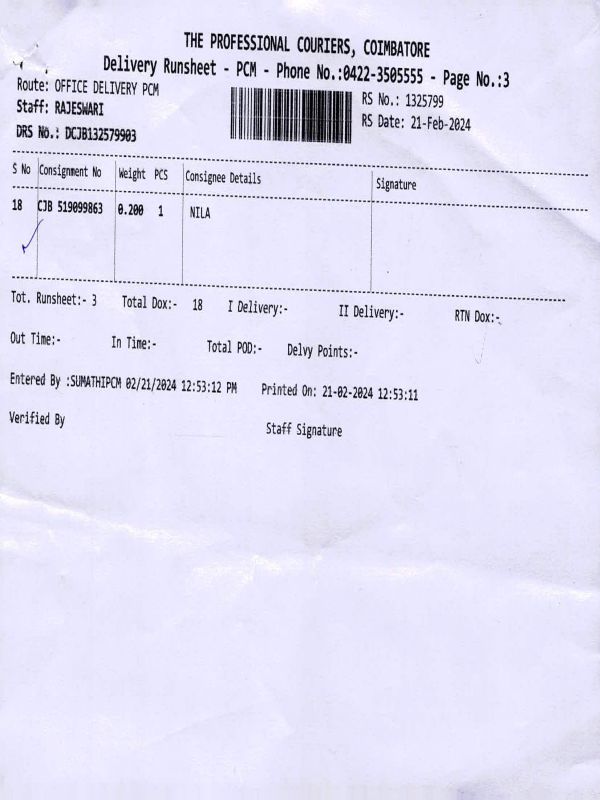 THE PROFESSIONAL COURIERS, COIMBATORE
Delivery Runsheet - PCM - Phone No.:0422-3505555 - Page No.:3
Route: OFFICE DELIVERY PCM
RS No.: 1325799
Staff: RAJESWARI
RS Date: 21-Feb-2024
DRS No.: DCJB132579903
S No Consignment No Weight PCS Consignee Details Signature
18 CJB 519099863 0.200 1 NILA
Tot. Runsheet:- 3 Total Dox:- 18 I Delivery:- II Delivery:- RTN Dox:-
Out Time:- In Time:- Total POD:- Delvy Points:-
Entered By :SUMATHIPCM 02/21/2024 12:53:12 PM Printed On: 21-02-2024 12:53:11
Verified By Staff Signature